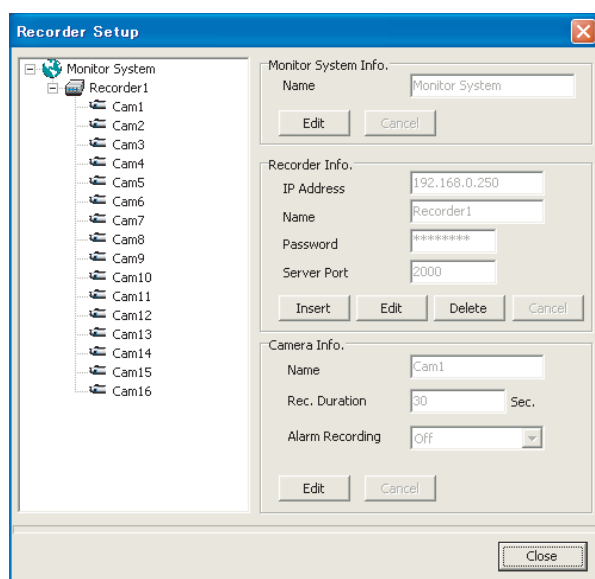 Recorder Setup
Monitor System
Recorder1
Cam1
Cam2
Cam3
Cam4
Cam5
Cam6
Cam7
Cam8
Cam9
Cam10
Cam11
Cam12
Cam13
Cam14
Cam15
Cam16
Monitor System Info.
Name Monitor System
Edit Cancel
Recorder Info.
IP Address 192.168.0.250
Name Recorder1
Password ********
Server Port 2000
Insert Edit Delete Cancel
Camera Info.
Name Cam1
Rec. Duration 30 Sec.
Alarm Recording Off
Edit Cancel
Close